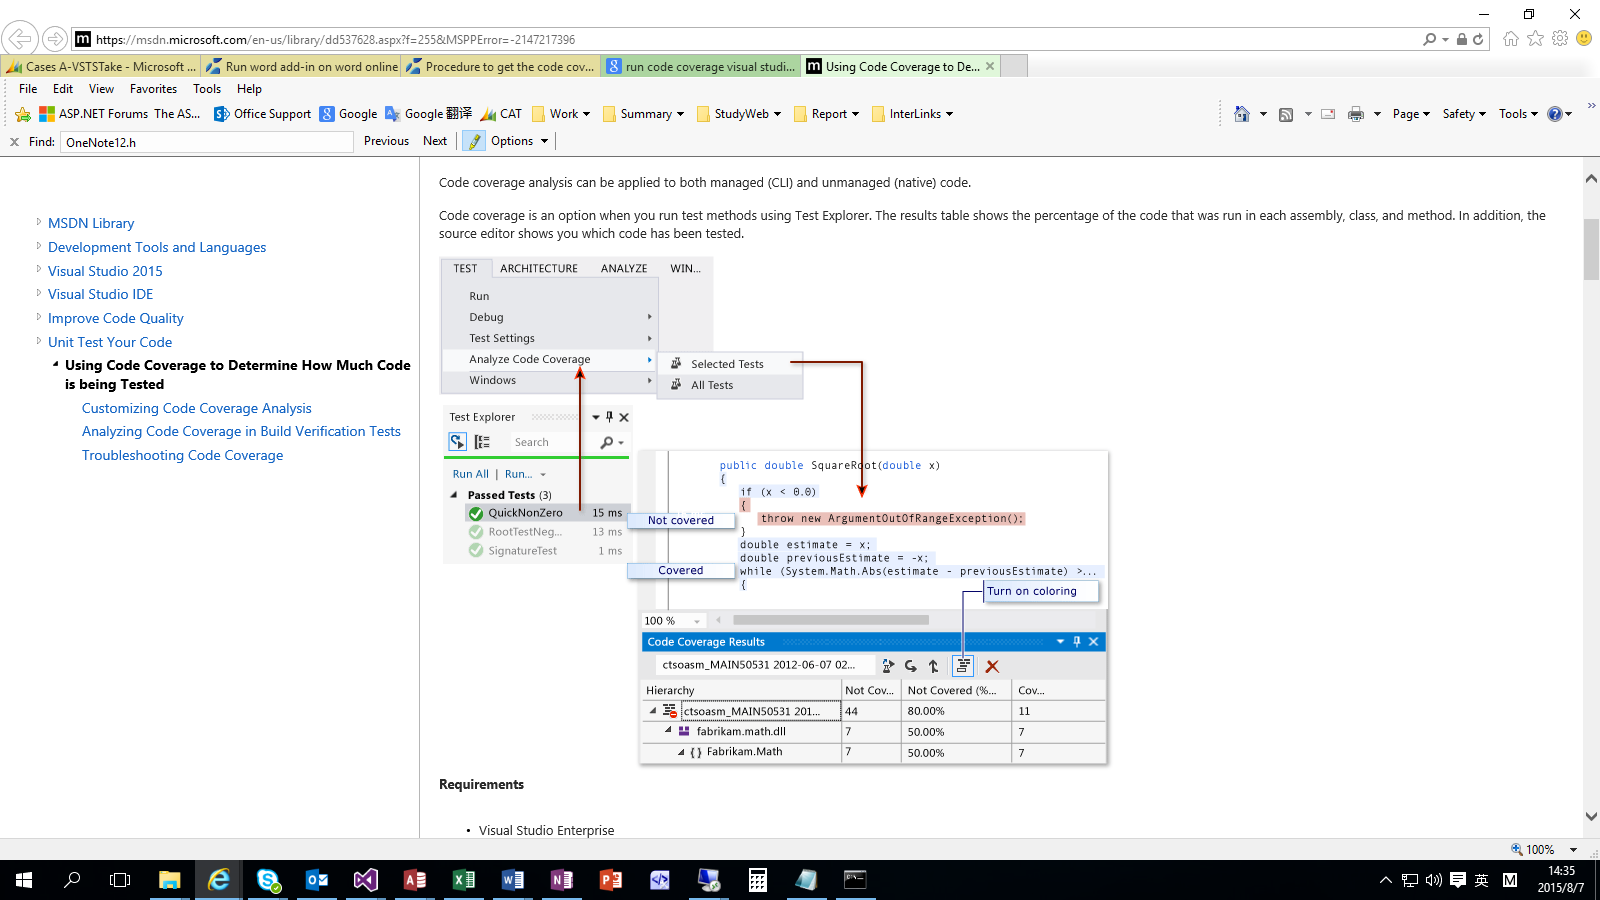 https://msdn.microsoft.com/en-us/library/dd537628.aspx?f=255&MSPPError=-2147217396
Cases A-VSTSTake - Microsoft ...
Run word add-in on word online
Procedure to get the code cov...
run code coverage visual studi...
Using Code Coverage to De...
File Edit View Favorites Tools Help
ASP.NET Forums The AS... Office Support Google Google 翻译 CAT Work Summary StudyWeb Report InterLinks
Page Safety Tools
Find: OneNote12.h Previous Next Options
MSDN Library
Development Tools and Languages
Visual Studio 2015
Visual Studio IDE
Improve Code Quality
Unit Test Your Code
Using Code Coverage to Determine How Much Code
is being Tested
Customizing Code Coverage Analysis
Analyzing Code Coverage in Build Verification Tests
Troubleshooting Code Coverage
Code coverage analysis can be applied to both managed (CLI) and unmanaged (native) code.
Code coverage is an option when you run test methods using Test Explorer. The results table shows the percentage of the code that was run in each assembly, class, and method. In addition, the
source editor shows you which code has been tested.
TEST ARCHITECTURE ANALYZE WIN...
Run
Debug
Test Settings
Analyze Code Coverage
Windows
Selected Tests
All Tests
Test Explorer
Search
Run All | Run...
Passed Tests (3)
QuickNonZero 15 ms
RootTestNeg... 13 ms
SignatureTest 1 ms
Not covered
Covered
public double SquareRoot(double x)
{
if (x < 0.0)
{
throw new ArgumentOutOfRangeException();
}
double estimate = x;
double previousEstimate = -x;
while (System.Math.Abs(estimate - previousEstimate) >...
{
Turn on coloring
100 %
Code Coverage Results
ctsoasm_MAIN50531 2012-06-07 02...
Hierarchy Not Cov... Not Covered (%... Cov...
ctsoasm_MAIN50531 201... 44 80.00% 11
fabrikam.math.dll 7 50.00% 7
{ } Fabrikam.Math 7 50.00% 7
Requirements
• Visual Studio Enterprise
100%
英 M
14:35
2015/8/7